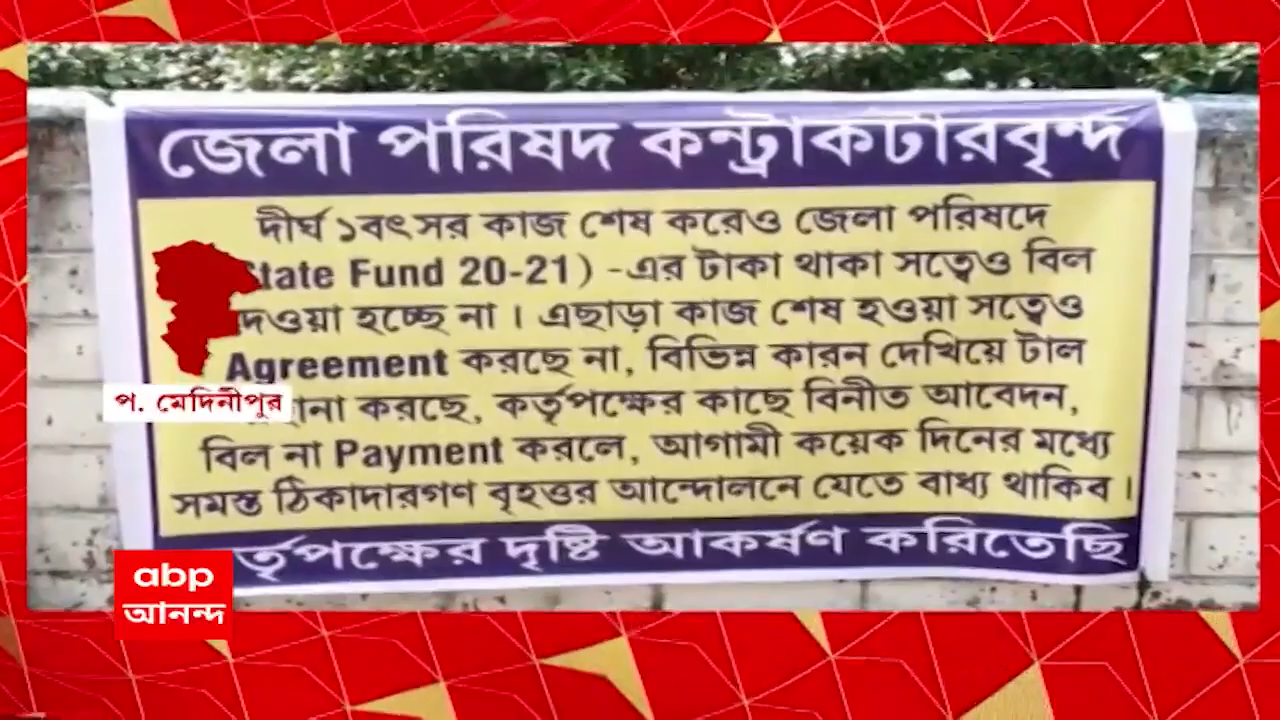 জেলা পরিষদ কন্ট্রাকটারবৃন্দ
দীর্ঘ ১বৎসর কাজ শেষ করেও জেলা পরিষদে
State Fund 20-21) -এর টাকা থাকা সত্বেও বিল
দেওয়া হচ্ছে না । এছাড়া কাজ শেষ হওয়া সত্বেও
Agreement করছে না, বিভিন্ন কারন দেখিয়ে টাল
করছে, কর্তৃপক্ষের কাছে বিনীত আবেদন,
প. মেদিনীপুর
বিল না Payment করলে, আগামী কয়েক দিনের মধ্যে
সমস্ত ঠিকাদারগণ বৃহত্তর আন্দোলনে যেতে বাধ্য থাকিব ।
র্তৃপক্ষের দৃষ্টি আকর্ষণ করিতেছি
abp
আনন্দ